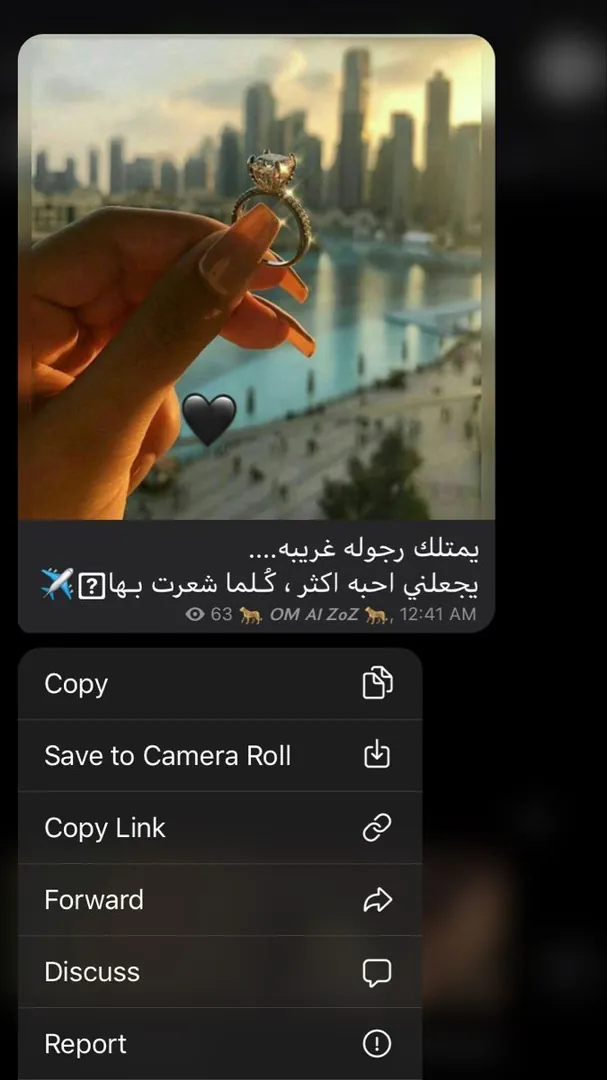 يمتلك رجوله غريبه....
يجعلني احبه اكثر ، كُلما شعرت بـها
63 🐆 OM Al ZoZ 🐆, 12:41 AM
Copy
Save to Camera Roll
Copy Link
Forward
Discuss
Report